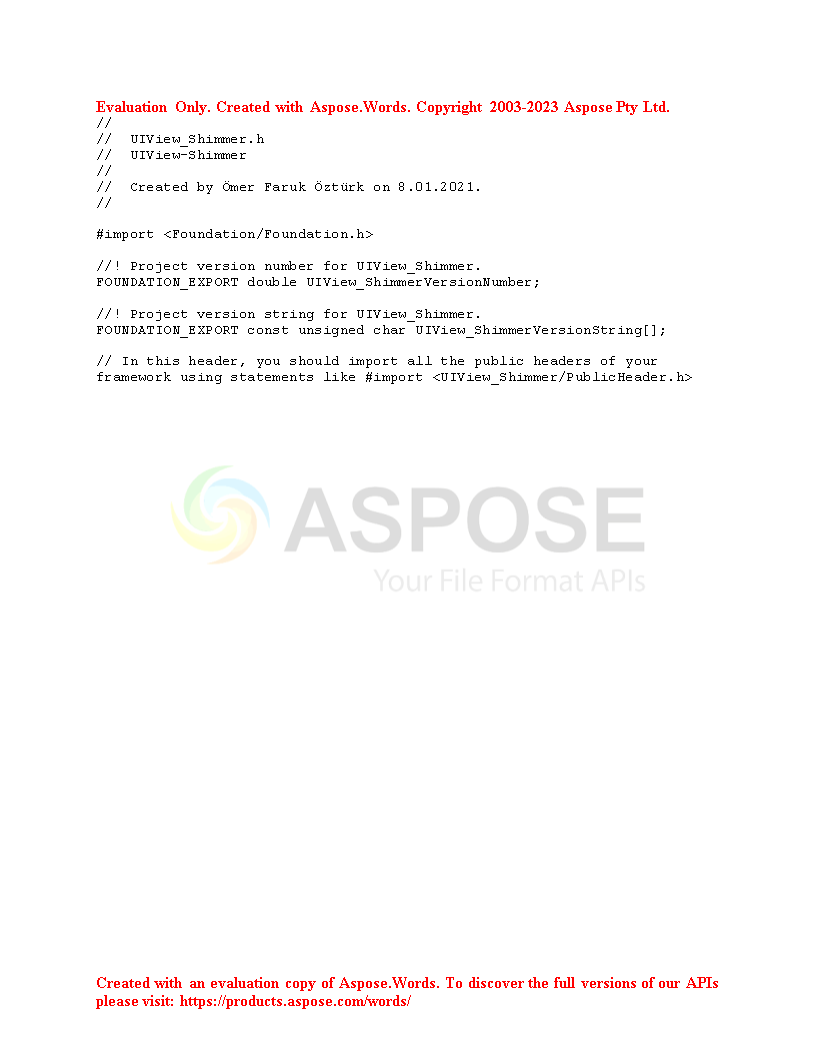 Evaluation Only. Created with Aspose.Words. Copyright 2003-2023 Aspose Pty Ltd.
//
//  UIView_Shimmer.h
//  UIView-Shimmer
//
//  Created by Ömer Faruk Öztürk on 8.01.2021.
//
#import <Foundation/Foundation.h>
//! Project version number for UIView_Shimmer.
FOUNDATION_EXPORT double UIView_ShimmerVersionNumber;
//! Project version string for UIView_Shimmer.
FOUNDATION_EXPORT const unsigned char UIView_ShimmerVersionString[];
// In this header, you should import all the public headers of your
framework using statements like #import <UIView_Shimmer/PublicHeader.h>
ASPOSE
Your File Format APIs
Created with an evaluation copy of Aspose.Words. To discover the full versions of our APIs
please visit: https://products.aspose.com/words/